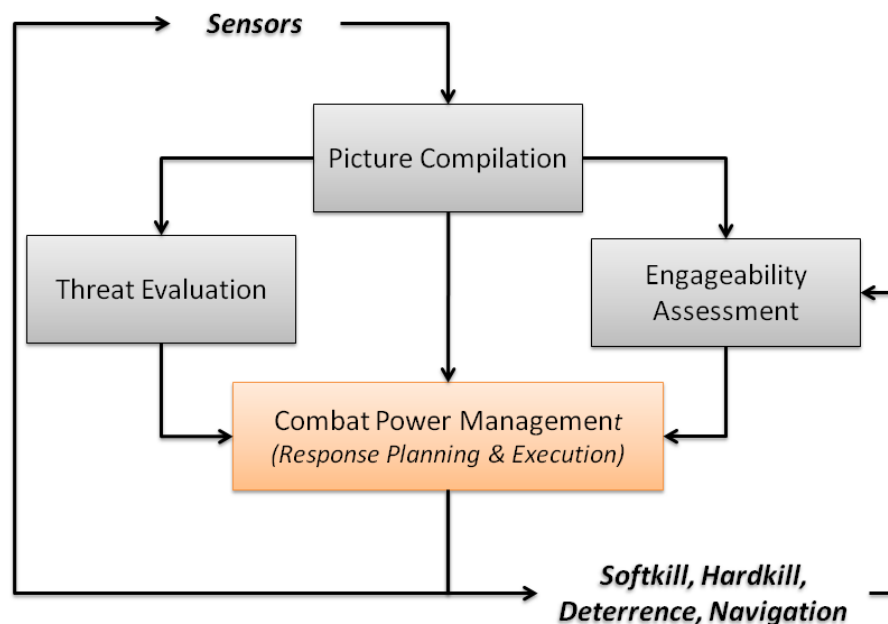 Sensors
Picture Compilation
Threat Evaluation
Engageability
Assessment
Combat Power Management
(Response Planning & Execution)
Softkill, Hardkill,
Deterrence, Navigation